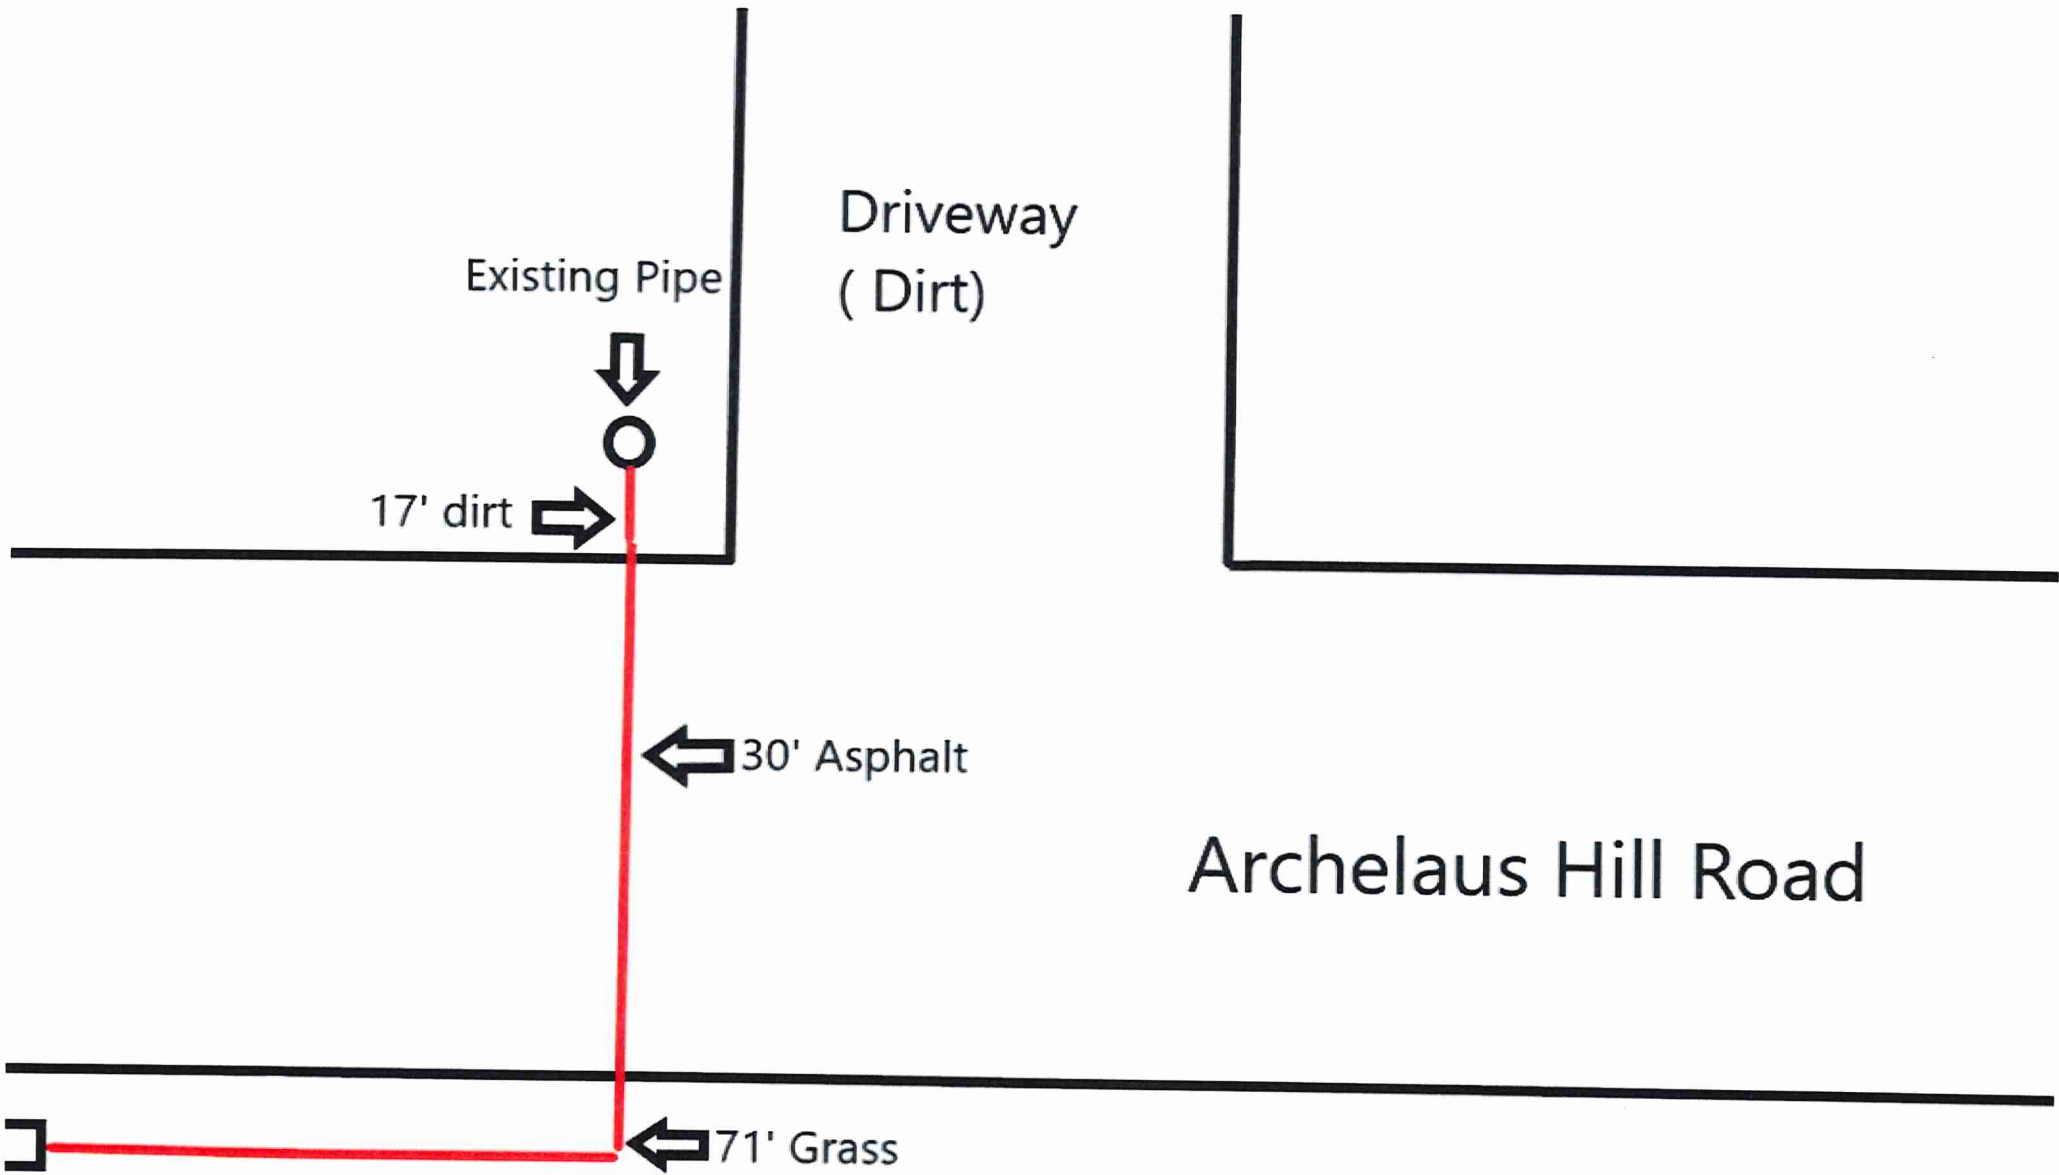 Driveway
( Dirt)
Existing Pipe
17' dirt
30' Asphalt
Archelaus Hill Road
71' Grass